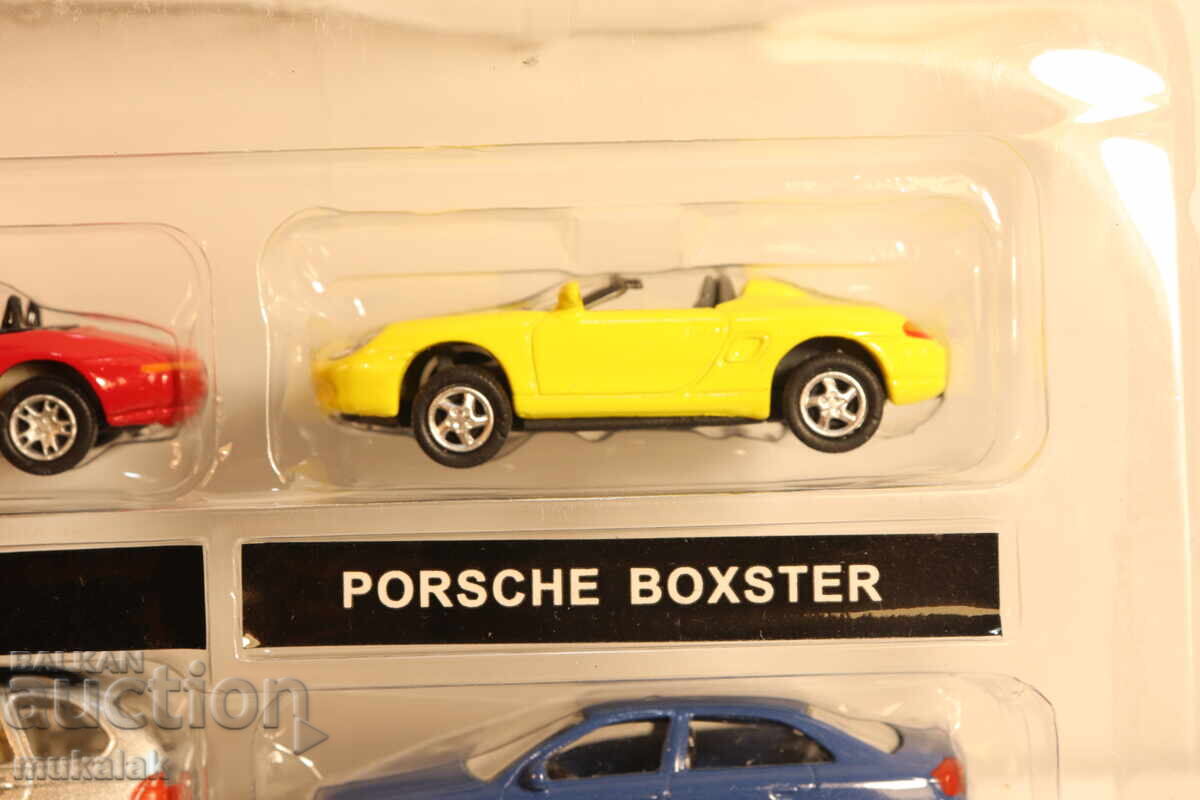 PORSCHE BOXSTER
BALKAN
auction
mukalak